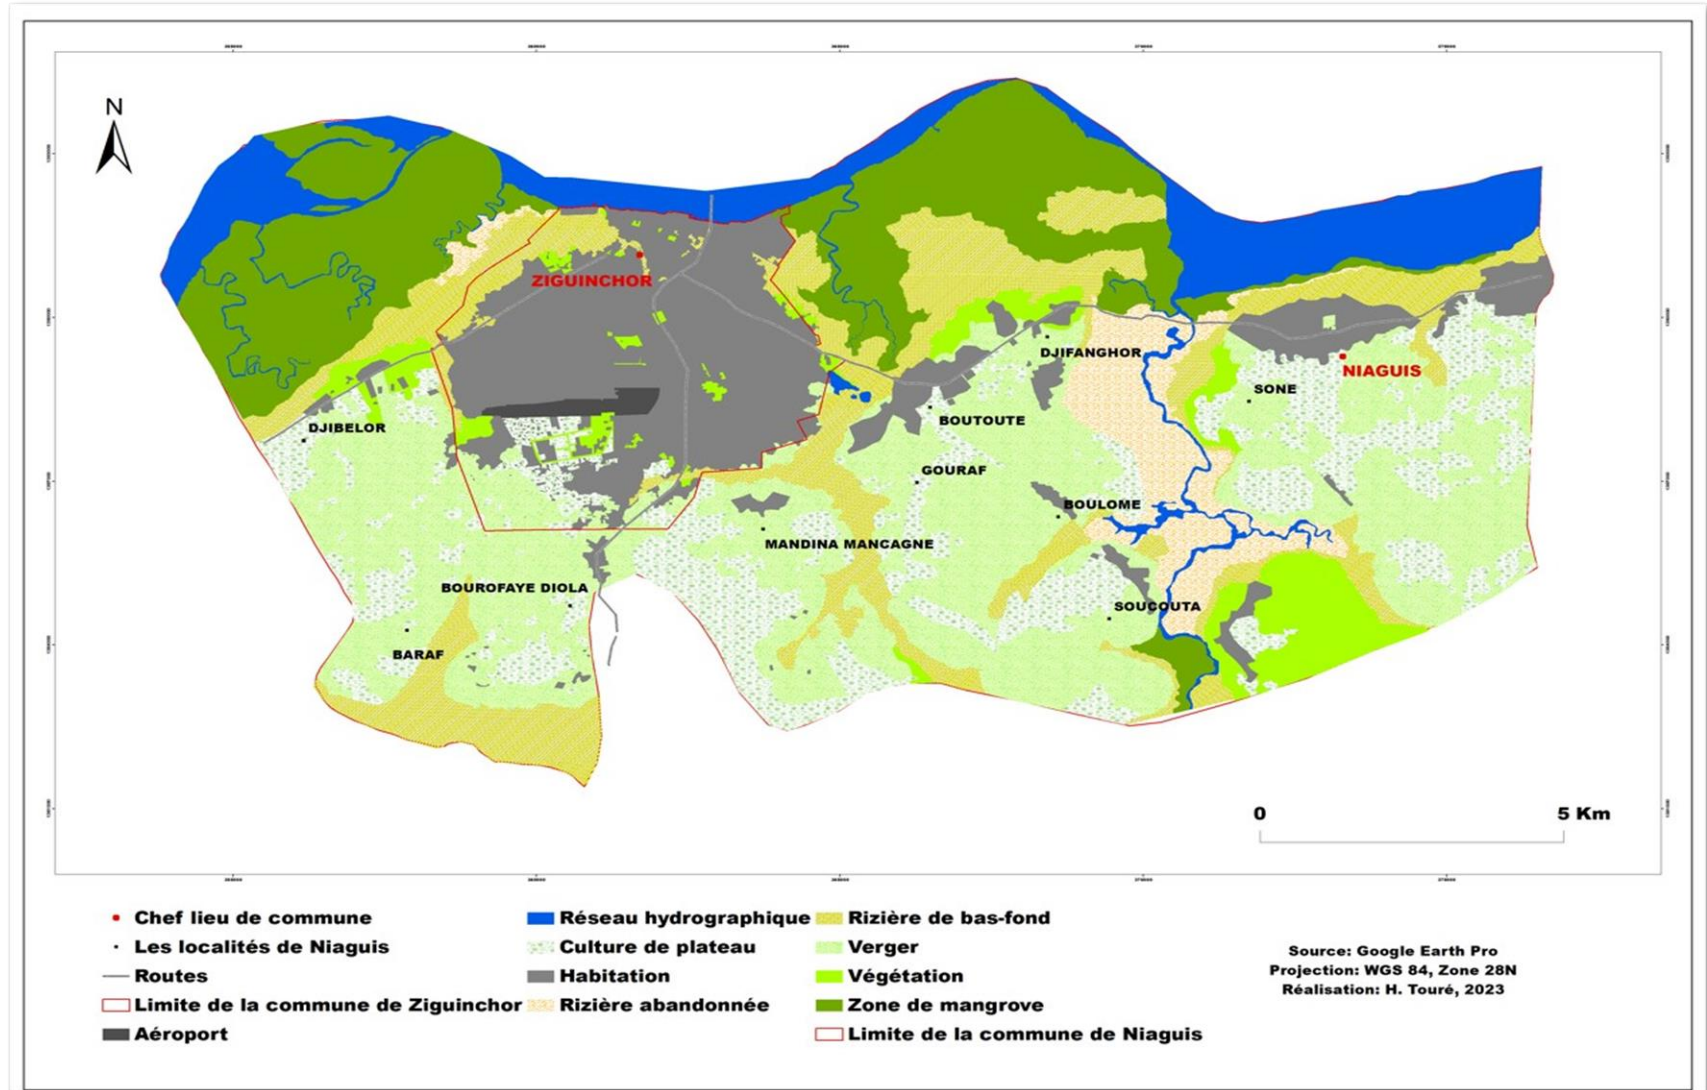 N
ZIGUINCHOR
DJIFANGHOR
NIAGUIS
SONE
BOUTOUTE
DJIBELOR
GOURAF
BOULOME
MANDINA MANCAGNE
BOUROFAYE DIOLA
SOUCOUTA
BARAF
0 5 Km
Chef lieu de commune
Les localités de Niaguis
Routes
Limite de la commune de Ziguinchor
Aéroport
Réseau hydrographique
Culture de plateau
Habitation
Rizière abandonnée
Rizière de bas-fond
Verger
Végétation
Zone de mangrove
Limite de la commune de Niaguis
Source: Google Earth Pro
Projection: WGS 84, Zone 28N
Réalisation: H. Touré, 2023